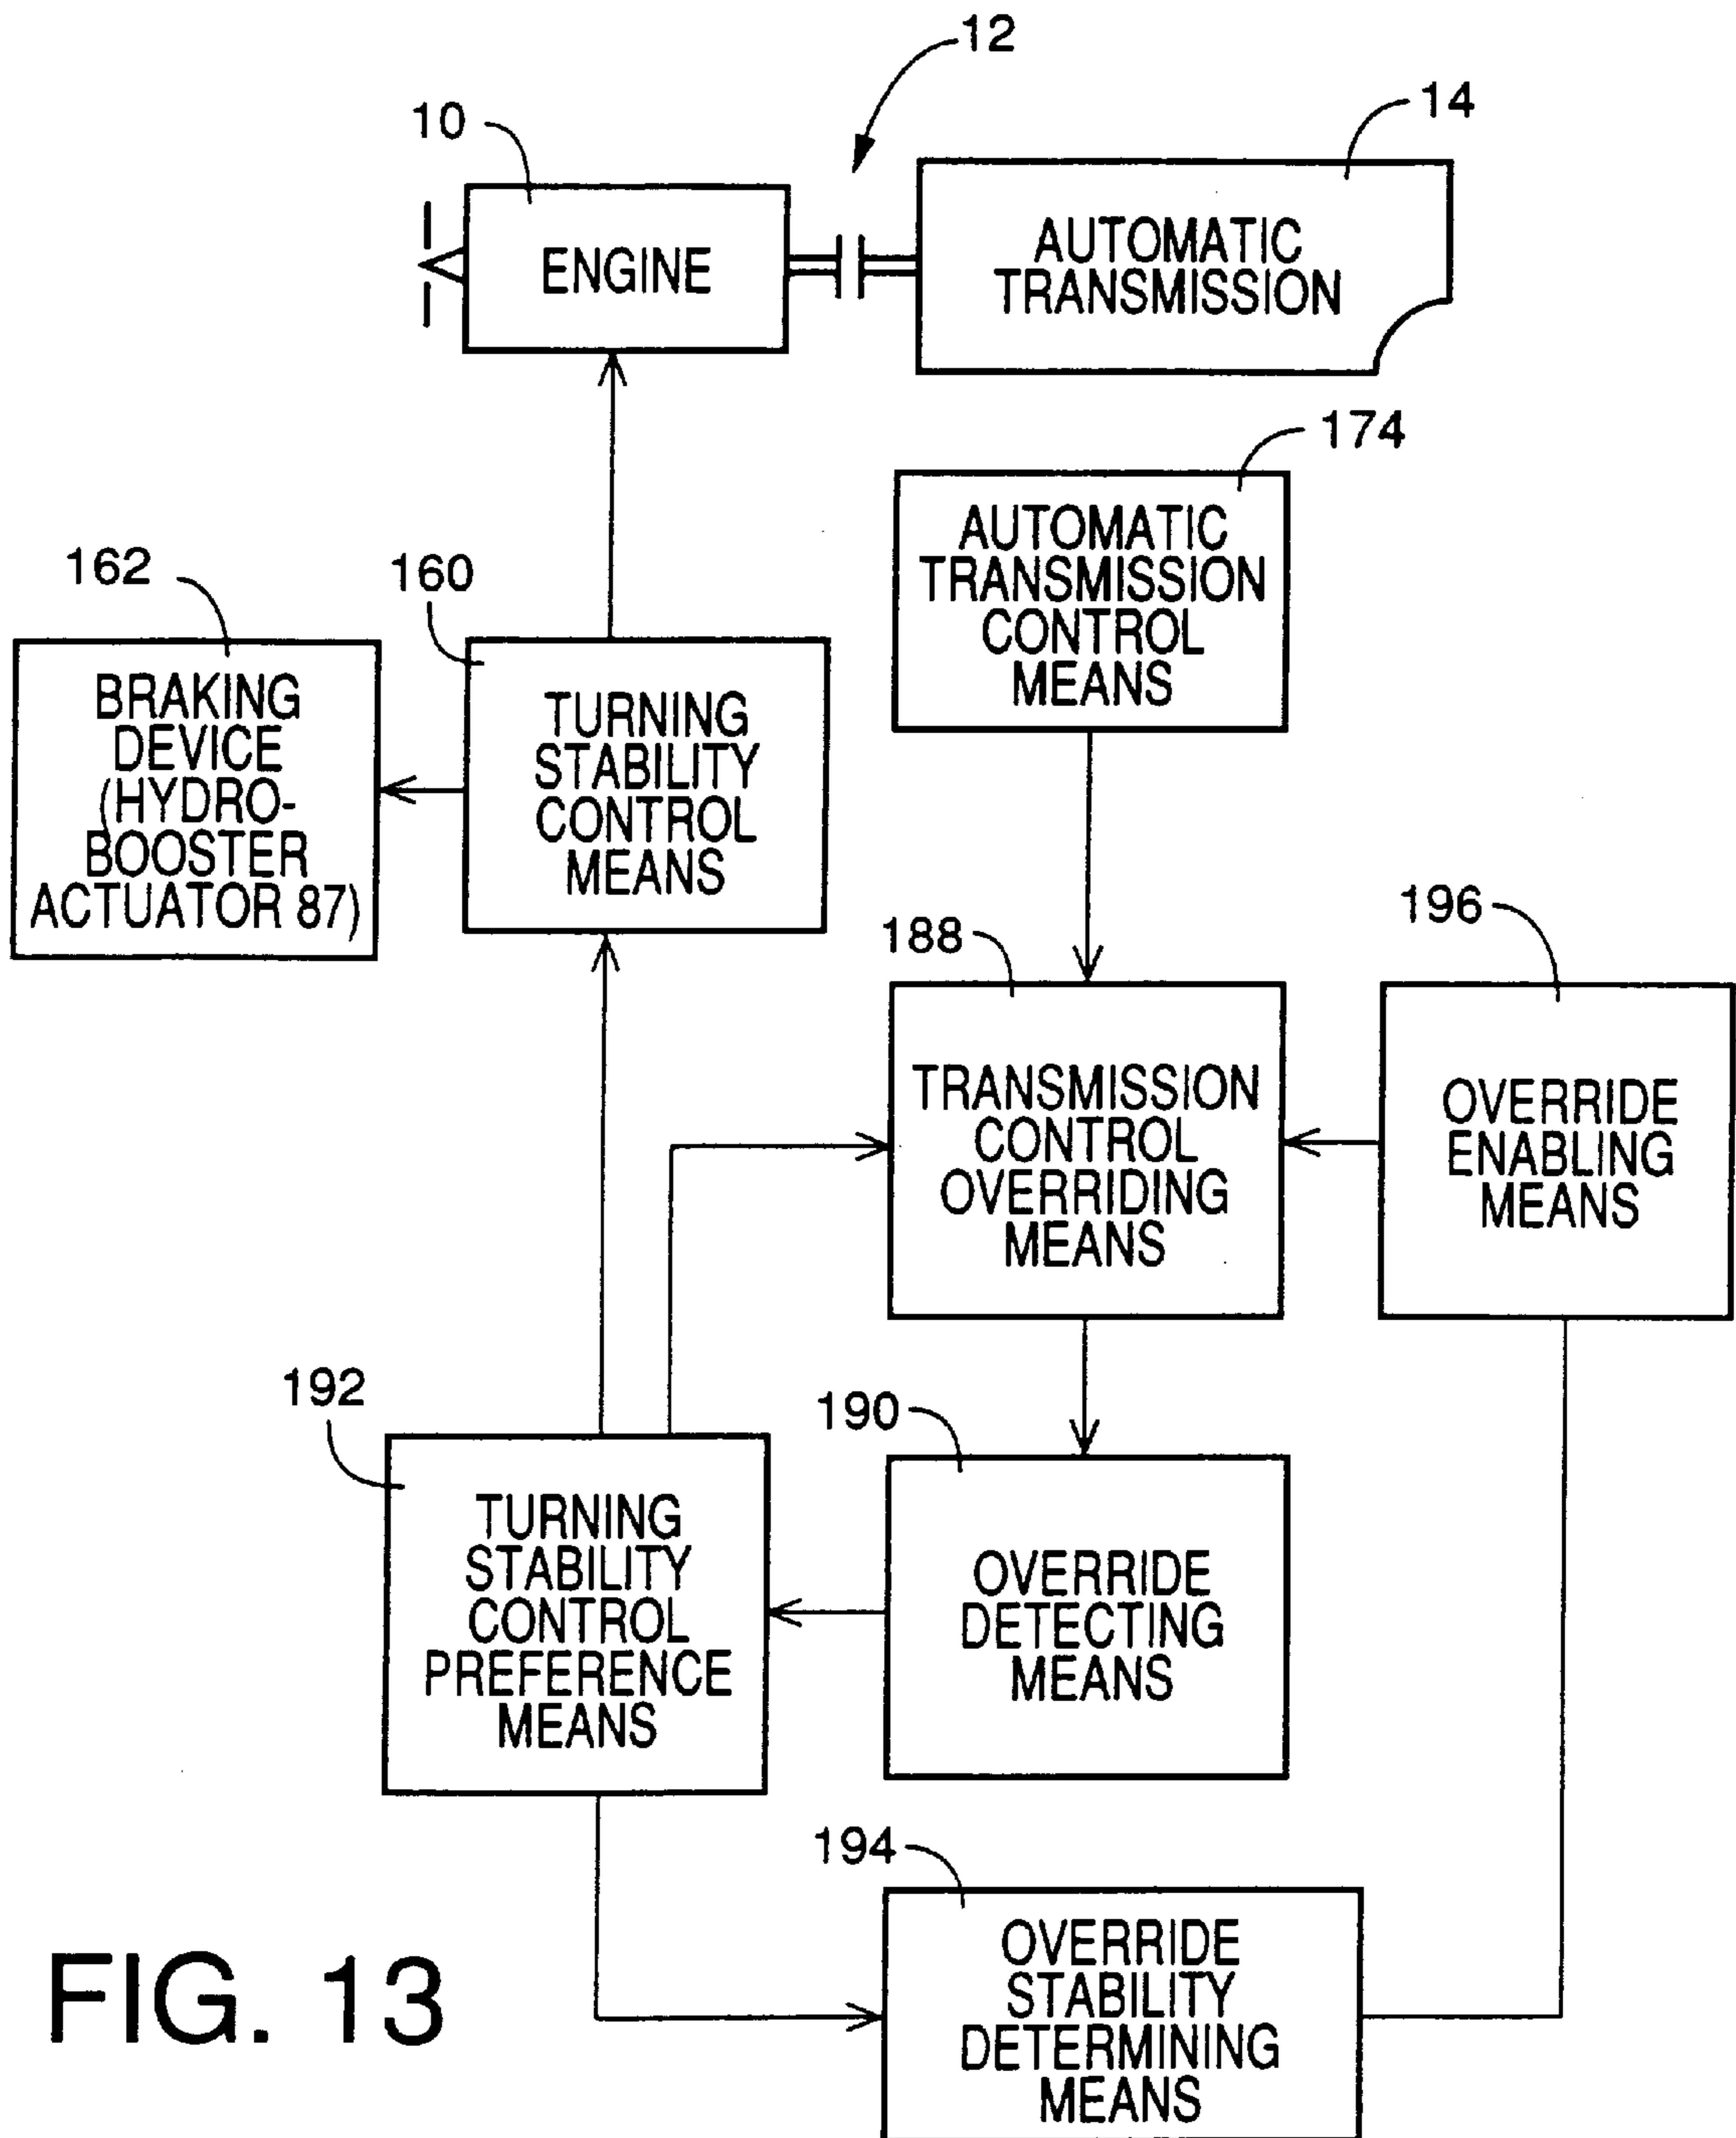 12
10
14
ENGINE
AUTOMATIC
TRANSMISSION
174
AUTOMATIC
TRANSMISSION
CONTROL
MEANS
162
160
BRAKING
DEVICE
(HYDRO-
BOOSTER
ACTUATOR 87)
TURNING
STABILITY
CONTROL
MEANS
188
196
TRANSMISSION
CONTROL
OVERRIDING
MEANS
OVERRIDE
ENABLING
MEANS
192
190
TURNING
STABILITY
CONTROL
PREFERENCE
MEANS
OVERRIDE
DETECTING
MEANS
194
OVERRIDE
STABILITY
DETERMINING
MEANS
FIG. 13